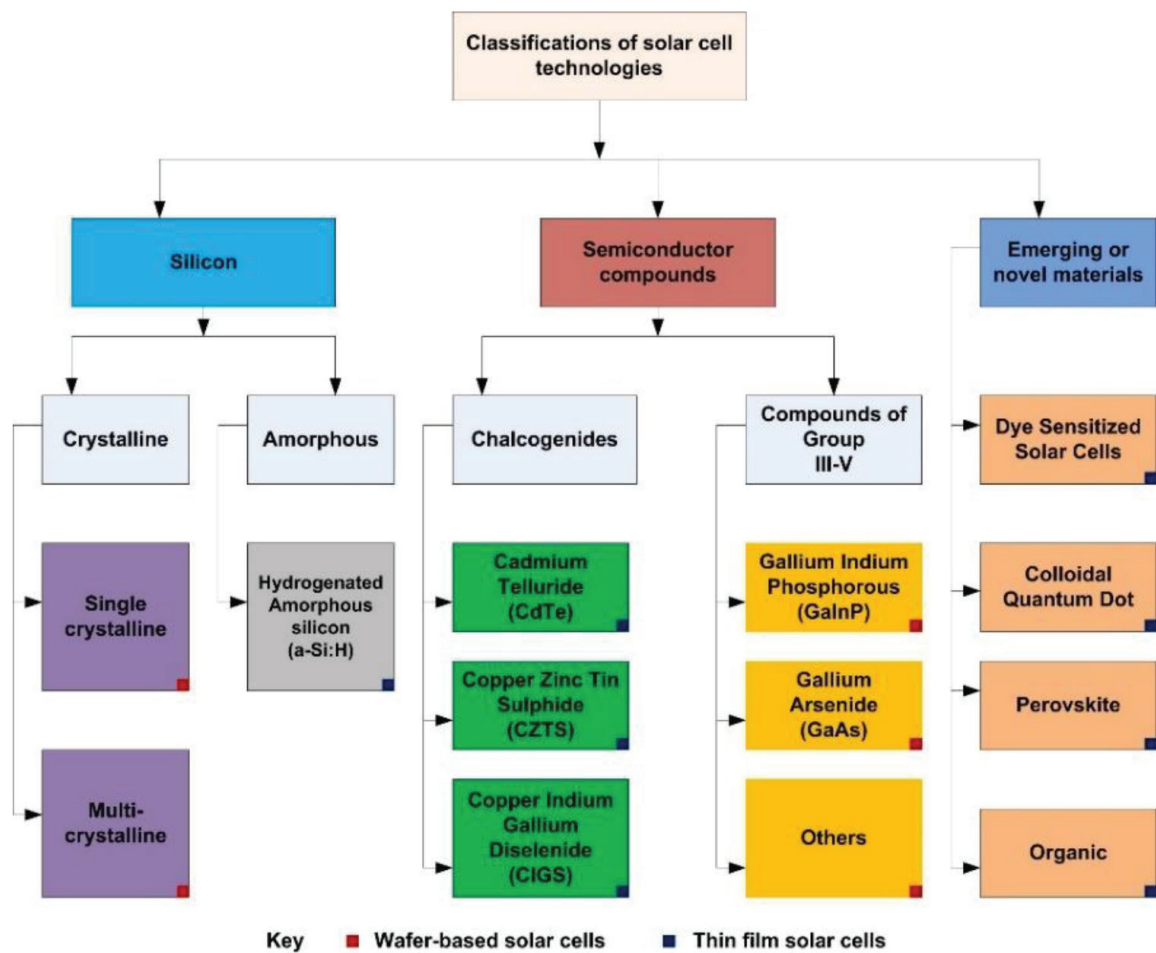 Classifications of solar cell
technologies
Silicon
Semiconductor
compounds
Emerging or
novel materials
Crystalline
Amorphous
Chalcogenides
Compounds of
Group
III-V
Dye Sensitized
Solar Cells
Single
crystalline
Hydrogenated
Amorphous
silicon
(a-Si:H)
Cadmium
Telluride
(CdTe)
Gallium Indium
Phosphorous
(GaInP)
Colloidal
Quantum Dot
Copper Zinc Tin
Sulphide
(CZTS)
Gallium
Arsenide
(GaAs)
Perovskite
Multi-
crystalline
Copper Indium
Gallium
Diselenide
(CIGS)
Others
Organic
Key Wafer-based solar cells Thin film solar cells